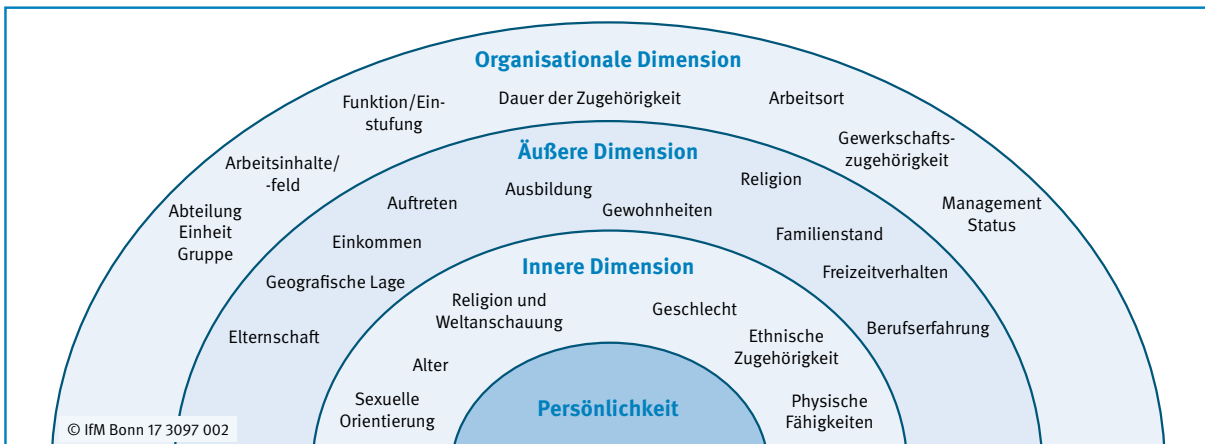 Organisationale Dimension
Funktion/Ein-
stufung
Dauer der Zugehörigkeit
Arbeitsort
Gewerkschafts-
zugehörigkeit
Arbeitsinhalte/
-feld
Abteilung
Einheit
Gruppe
Management
Status
Äußere Dimension
Auftreten
Ausbildung
Religion
Gewohnheiten
Einkommen
Familienstand
Geografische Lage
Freizeitverhalten
Elternschaft
Berufserfahrung
Innere Dimension
Religion und
Weltanschauung
Geschlecht
Ethnische
Zugehörigkeit
Alter
Sexuelle
Orientierung
Physische
Fähigkeiten
Persönlichkeit
© IfM Bonn 17 3097 002